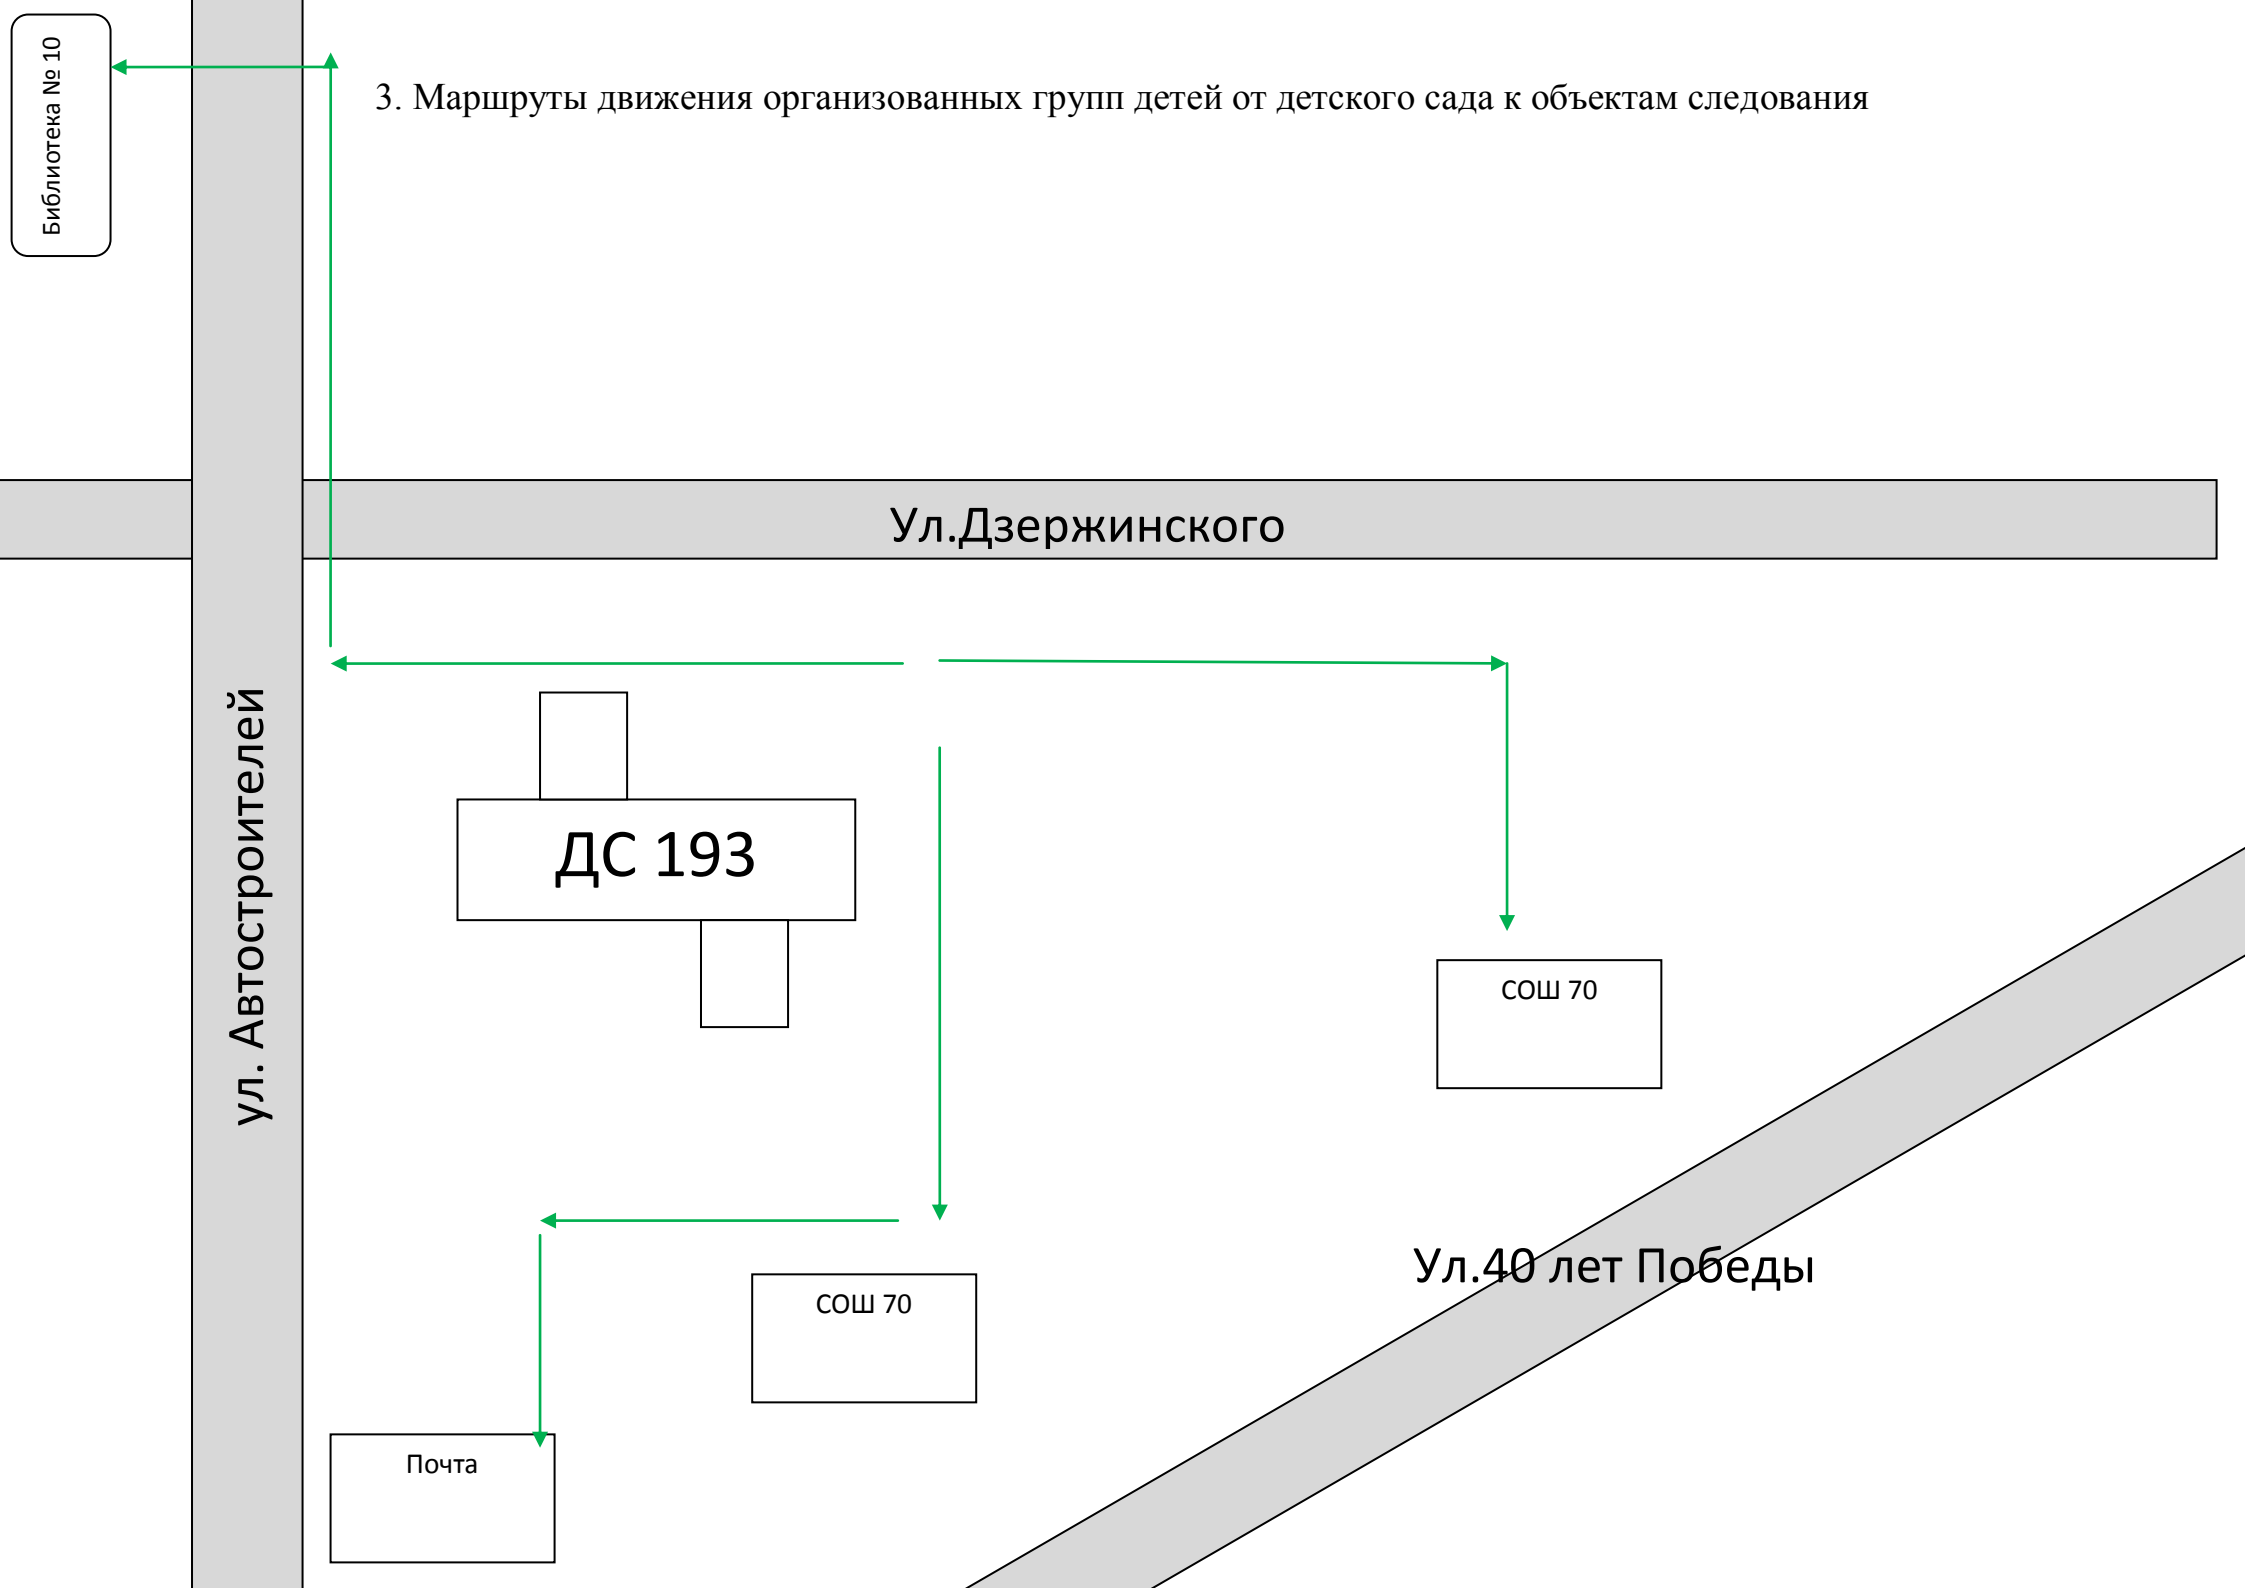 Библиотека № 10
3. Маршруты движения организованных групп детей от детского сада к объектам следования
Ул.Дзержинского
ул. Автостроителей
ДС 193
СОШ 70
Ул.40 лет Победы
СОШ 70
Почта